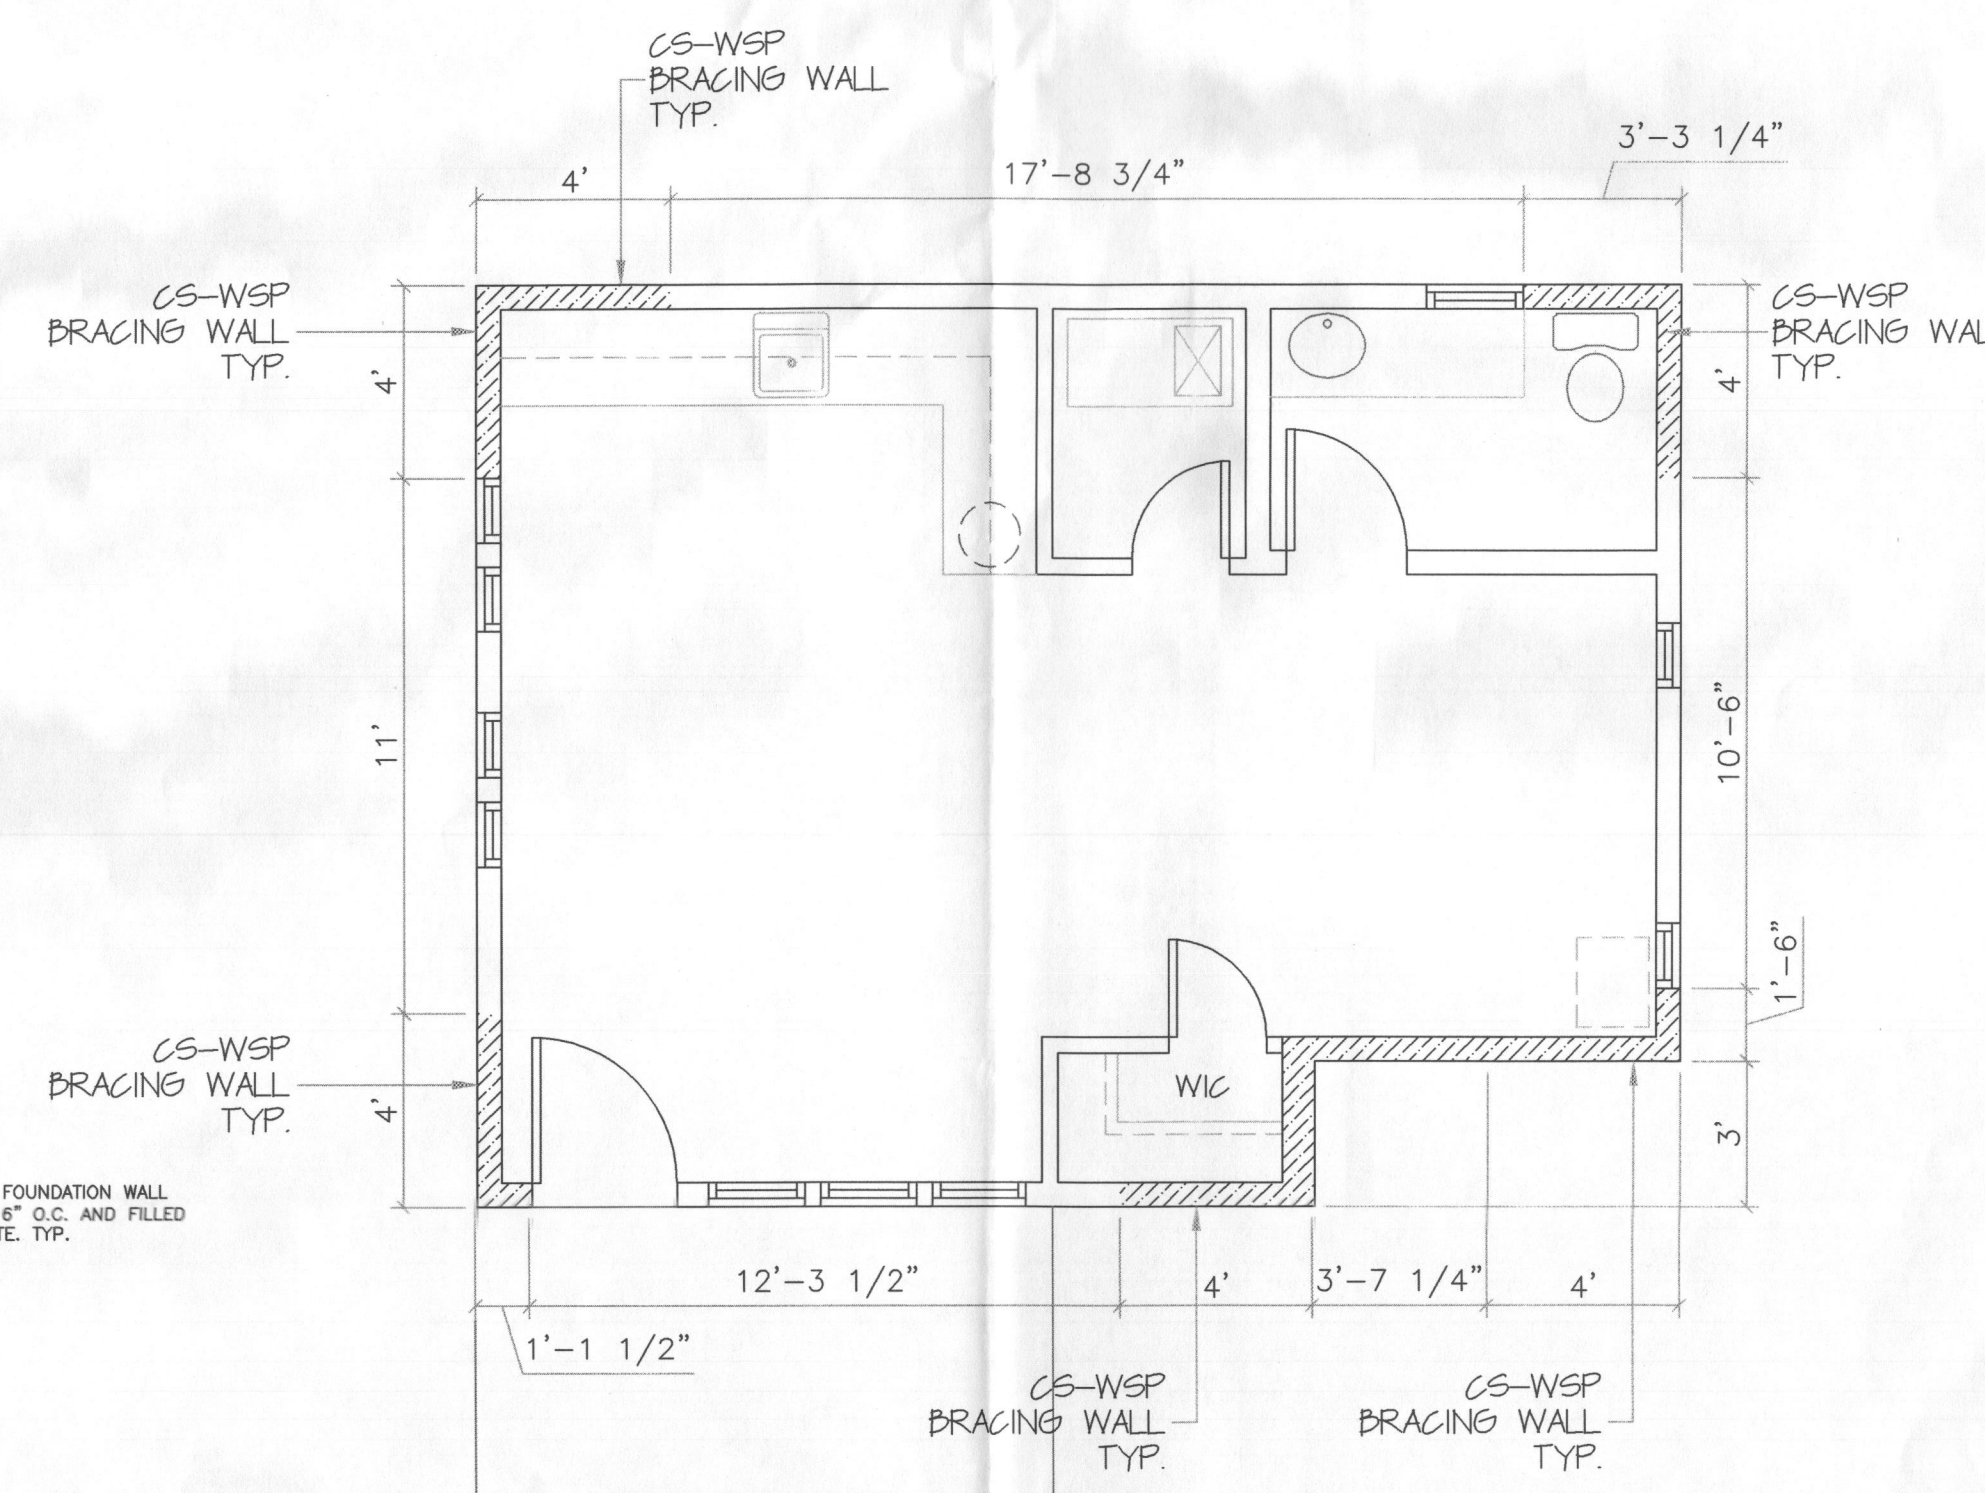 CS-WSP
BRACING WALL
TYP.
3'-3 1/4"
4'
17'-8 3/4"
CS-WSP
BRACING WALL
TYP.
CS-WSP
BRACING WAL
TYP.
4'
4'
11'
10'-6"
1'-6"
CS-WSP
BRACING WALL
TYP.
4'
WIC
3'
FOUNDATION WALL
6" O.C. AND FILLED
TE. TYP.
12'-3 1/2"
4'
3'-7 1/4"
4'
1'-1 1/2"
CS-WSP
BRACING WALL
TYP.
CS-WSP
BRACING WALL
TYP.